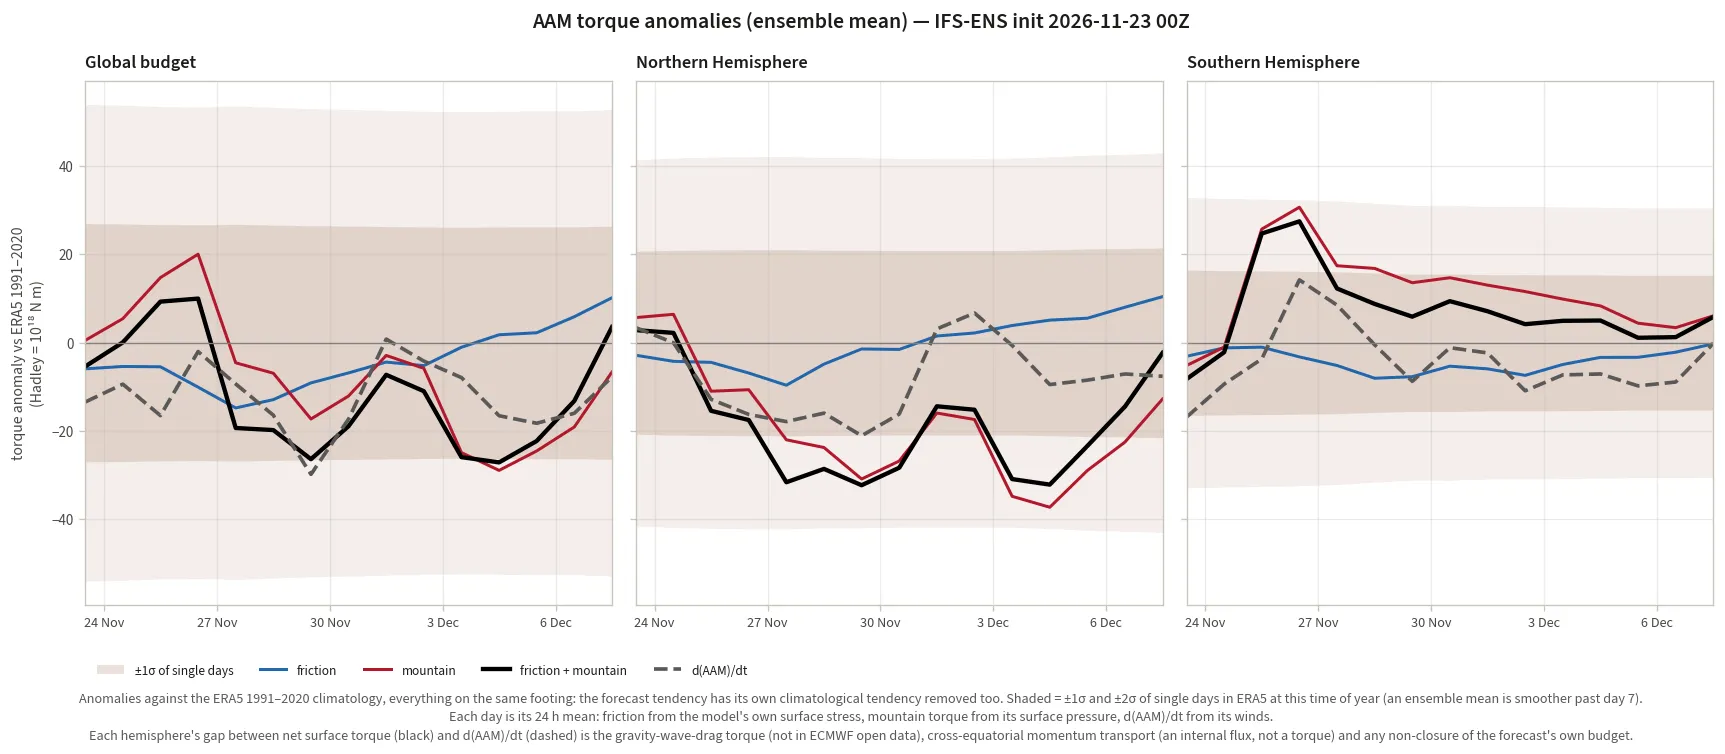 AAM torque anomalies (ensemble mean) — IFS-ENS init 2026-11-23 00Z
Global budget
Northern Hemisphere
Southern Hemisphere
torque anomaly vs ERA5 1991–2020
(Hadley = 10¹⁸ N m)
40
20
0
−20
−40
24 Nov
27 Nov
30 Nov
3 Dec
6 Dec
24 Nov
27 Nov
30 Nov
3 Dec
6 Dec
24 Nov
27 Nov
30 Nov
3 Dec
6 Dec
±1σ of single days
friction
mountain
friction + mountain
d(AAM)/dt
Anomalies against the ERA5 1991–2020 climatology, everything on the same footing: the forecast tendency has its own climatological tendency removed too. Shaded = ±1σ and ±2σ of single days in ERA5 at this time of year (an ensemble mean is smoother past day 7).
Each day is its 24 h mean: friction from the model's own surface stress, mountain torque from its surface pressure, d(AAM)/dt from its winds.
Each hemisphere's gap between net surface torque (black) and d(AAM)/dt (dashed) is the gravity-wave-drag torque (not in ECMWF open data), cross-equatorial momentum transport (an internal flux, not a torque) and any non-closure of the forecast's own budget.